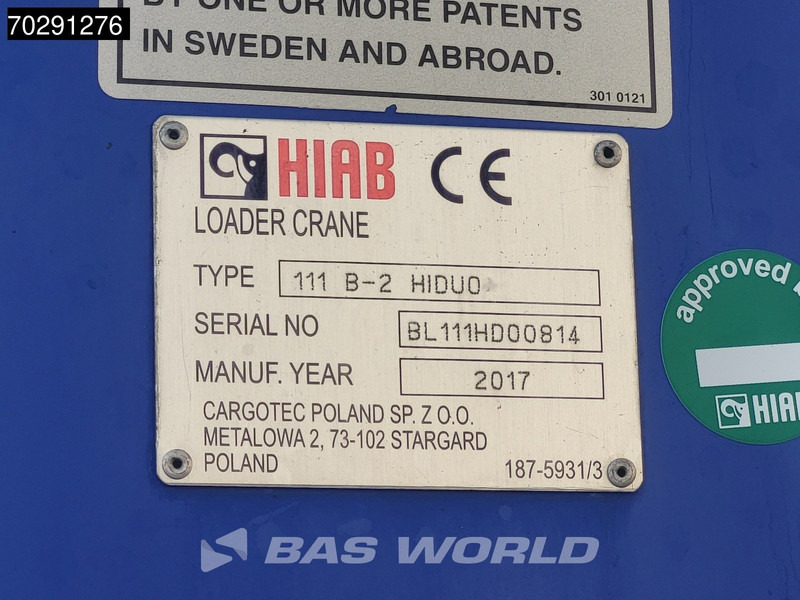 70291276
BY ONE OR MORE PATENTS
IN SWEDEN AND ABROAD.
301 0121
HIAB CE
LOADER CRANE
TYPE 111 B-2 HIDUO
SERIAL NO BL111HD00814
MANUF. YEAR 2017
CARGOTEC POLAND SP. Z O.O.
METALOWA 2, 73-102 STARGARD
POLAND 187-5931/3
approved
HIAB
BAS WORLD